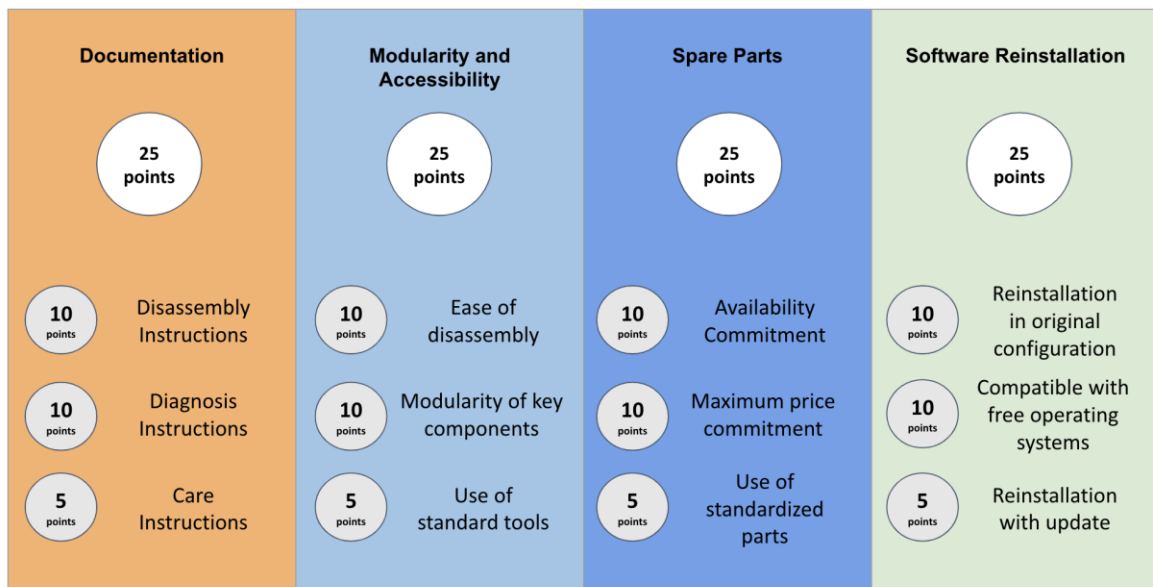 Documentation
25
points
10
points
Disassembly
Instructions
10
points
Diagnosis
Instructions
5
points
Care
Instructions
Modularity and
Accessibility
25
points
10
points
Ease of
disassembly
10
points
Modularity of key
components
5
points
Use of
standard tools
Spare Parts
25
points
10
points
Availability
Commitment
10
points
Maximum price
commitment
5
points
Use of
standardized
parts
Software Reinstallation
25
points
10
points
Reinstallation
in original
configuration
10
points
Compatible with
free operating
systems
5
points
Reinstallation
with update